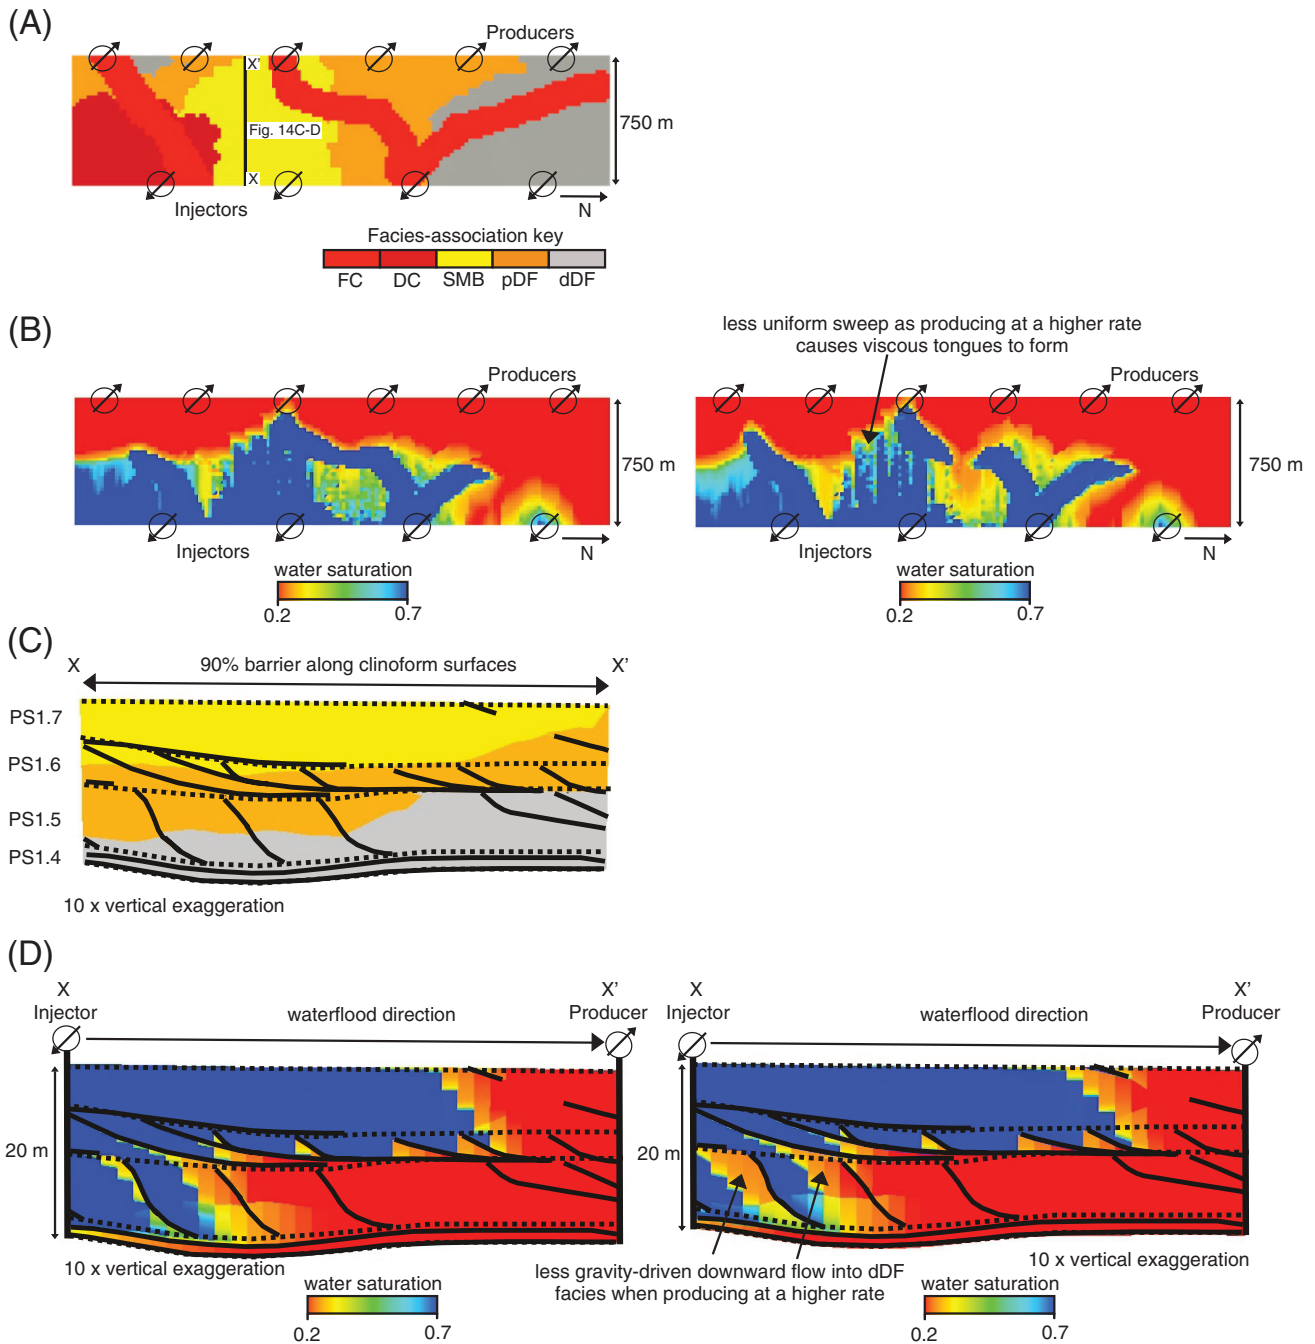 (A)
Producers
X'
Fig. 14C-D
X
750 m
Injectors
N
Facies-association key
FC DC SMB pDF dDF
(B)
less uniform sweep as producing at a higher rate
causes viscous tongues to form
Producers
Producers
750 m
750 m
Injectors
N
Injectors
N
water saturation
0.2 0.7
water saturation
0.2 0.7
(C)
X 90% barrier along clinoform surfaces X'
PS1.7
PS1.6
PS1.5
PS1.4
10 x vertical exaggeration
(D)
X X'
Injector waterflood direction Producer
20 m
10 x vertical exaggeration
water saturation
0.2 0.7
X X'
Injector waterflood direction Producer
20 m
10 x vertical exaggeration
less gravity-driven downward flow into dDF
facies when producing at a higher rate
water saturation
0.2 0.7